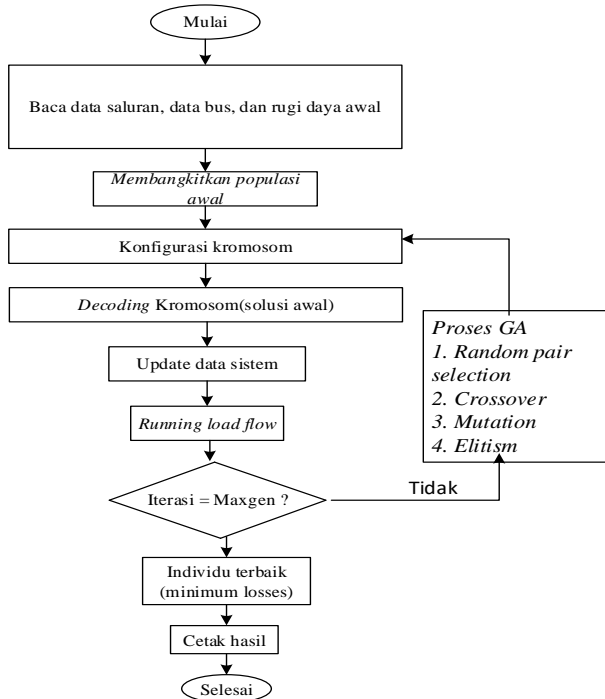 Mulai
Baca data saluran, data bus, dan rugi daya awal
Membangkitkan populasi
awal
Konfigurasi kromosom
Decoding Kromosom(solusi awal)
Update data sistem
Running load flow
Iterasi = Maxgen ?
Tidak
Proses GA
1. Random pair
selection
2. Crossover
3. Mutation
4. Elitism
Individu terbaik
(minimum losses)
Cetak hasil
Selesai